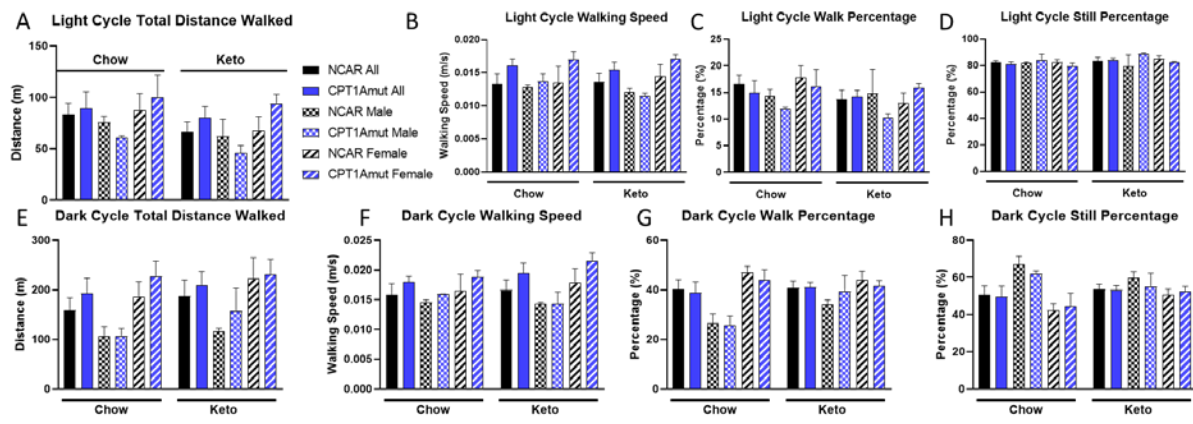 A
Light Cycle Total Distance Walked
Chow
Keto
Distance (m)
150
100
50
0
NCAR All
CPT1Amut All
NCAR Male
CPT1Amut Male
NCAR Female
CPT1Amut Female
B
Light Cycle Walking Speed
Walking Speed (m/s)
0.020
0.015
0.010
0.005
0.000
Chow
Keto
C
Light Cycle Walk Percentage
Percentage (%)
25
20
15
10
5
0
Chow
Keto
D
Light Cycle Still Percentage
Percentage (%)
100
80
60
40
20
0
Chow
Keto
E
Dark Cycle Total Distance Walked
Distance (m)
300
200
100
0
Chow
Keto
F
Dark Cycle Walking Speed
Walking Speed (m/s)
0.025
0.020
0.015
0.010
0.005
0.000
Chow
Keto
G
Dark Cycle Walk Percentage
Percentage (%)
60
40
20
0
Chow
Keto
H
Dark Cycle Still Percentage
Percentage (%)
80
60
40
20
0
Chow
Keto